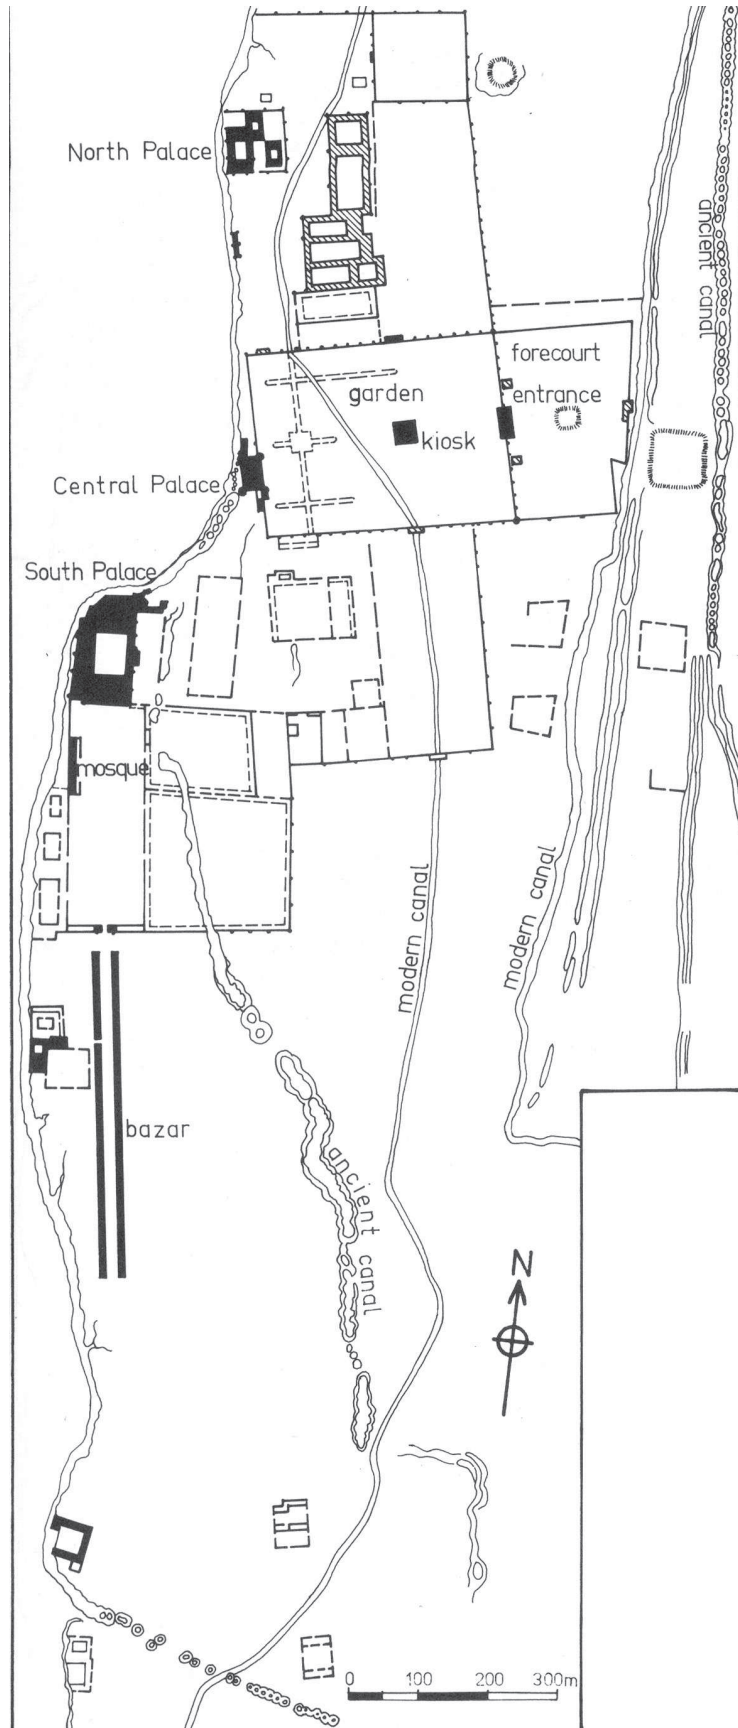 North Palace
ancient canal
forecourt
garden
entrance
kiosk
Central Palace
South Palace
mosque
modern canal
modern canal
bazar
ancient canal
N
0 100 200 300m